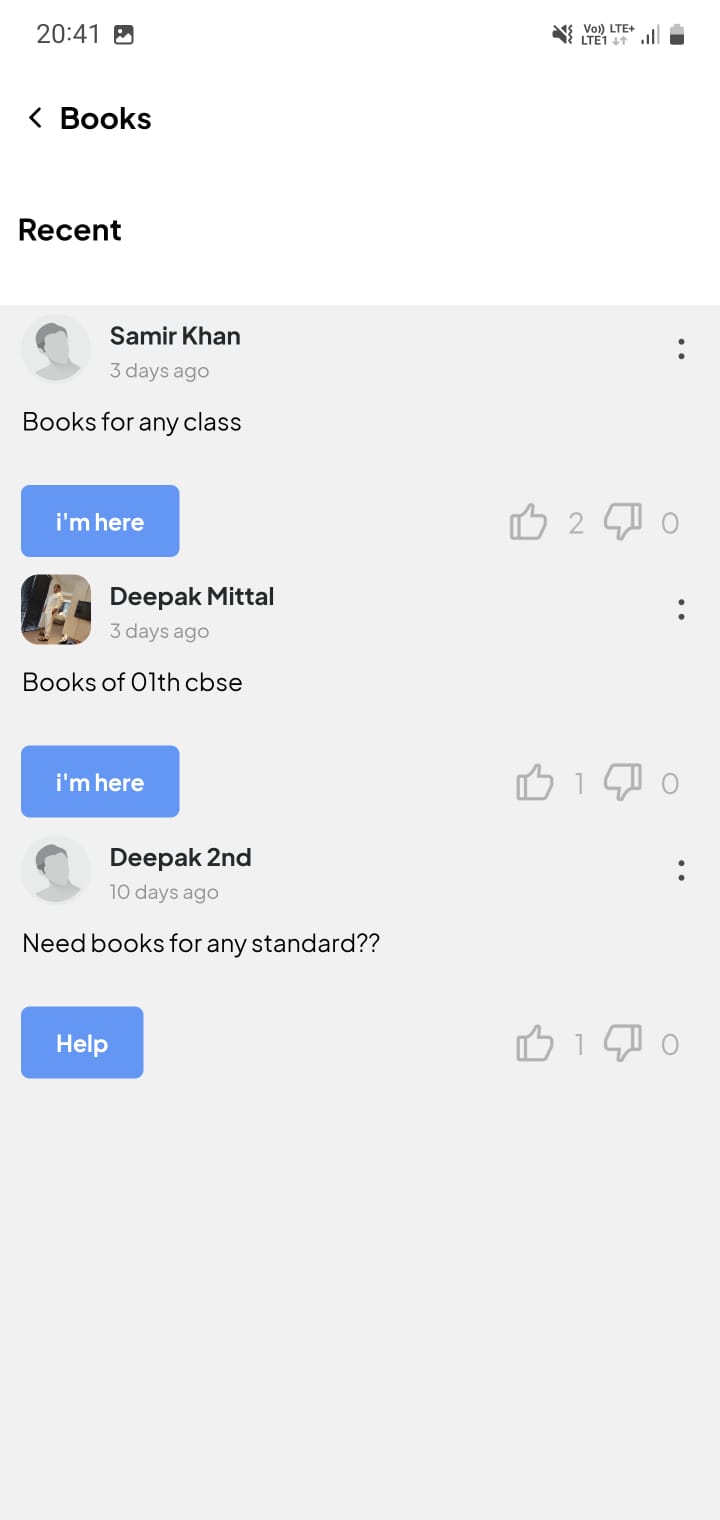 20:41
Vo)) LTE+
LTE1
Books
Recent
Samir Khan
3 days ago
Books for any class
i'm here
2 0
Deepak Mittal
3 days ago
Books of 01th cbse
i'm here
1 0
Deepak 2nd
10 days ago
Need books for any standard??
Help
1 0